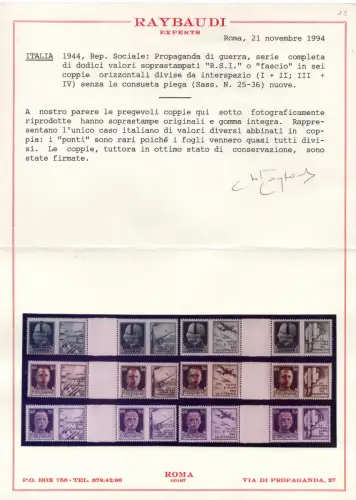 RAYBAUDI
EXPERTS
Roma, 21 novembre 1994
ITALIA 1944, Rep. Sociale: Propaganda di guerra, serie completa
di dodici valori soprastampati "R.S.I." o "fascio" in sei
coppie orizzontali divise da interspazio (I + II; III +
IV) senza la consueta piega (Sass. N. 25-36) nuove.
A nostro parere le pregevoli coppie qui sotto fotograficamente
riprodotte hanno soprastampe originali e gomma integra. Rappre-
sentano l'unico caso italiano di valori diversi abbinati in cop-
pia: i "ponti" sono rari poiché i fogli vennero quasi tutti divi-
si. Le coppie, tuttora in ottimo stato di conservazione, sono
state firmate.
ROMA
00187
P.O. BOX 756 - TEL. 678.42.96
VIA DI PROPAGANDA, 27